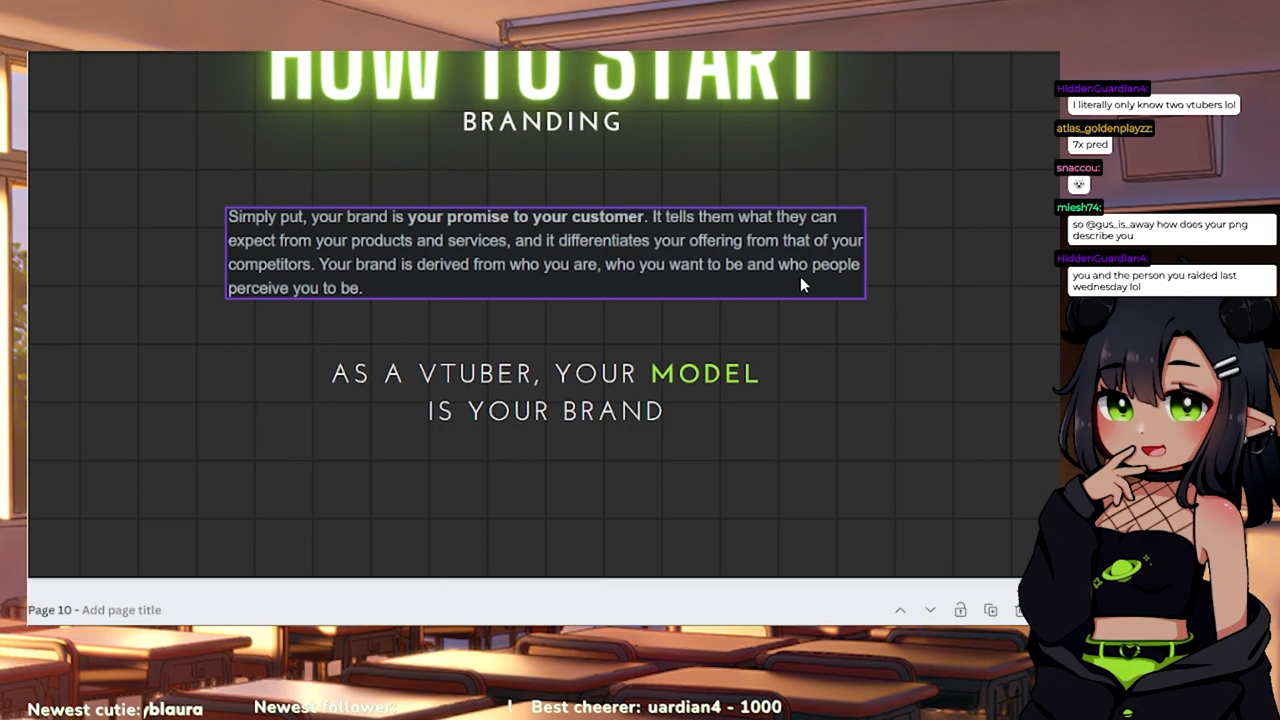 HOW TO START
BRANDING
Simply put, your brand is your promise to your customer. It tells them what they can
expect from your products and services, and it differentiates your offering from that of your
competitors. Your brand is derived from who you are, who you want to be and who people
perceive you to be.
AS A VTUBER, YOUR MODEL
IS YOUR BRAND
Page 10 - Add page title
HiddenGuardian4:
I literally only know two vtubers lol
atlas_goldenplayzz:
7x pred
snaccou:
miesh74:
so @gus_is_away how does your png
describe you
HiddenGuardian4:
you and the person you raided last
wednesday lol
Newest cutie: /blaura
Newest follower:
Best cheerer: uardian4 - 1000